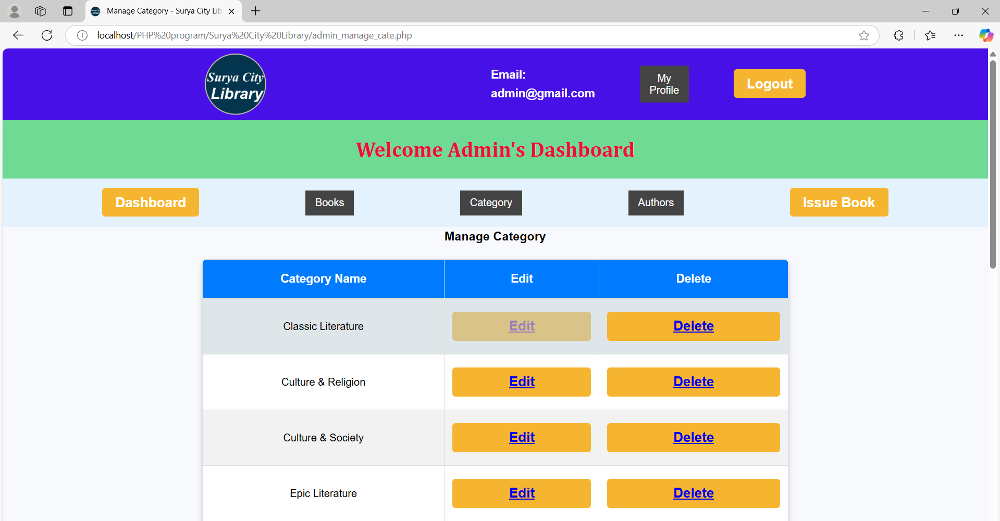 Manage Category - Surya City Lib
localhost/PHP%20program/Surya%20City%20Library/admin_manage_cate.php
Surya City
Library
Email:
admin@gmail.com
My
Profile
Logout
Welcome Admin's Dashboard
Dashboard
Books
Category
Authors
Issue Book
Manage Category
Category Name
Edit
Delete
Classic Literature
Edit
Delete
Culture & Religion
Edit
Delete
Culture & Society
Edit
Delete
Epic Literature
Edit
Delete